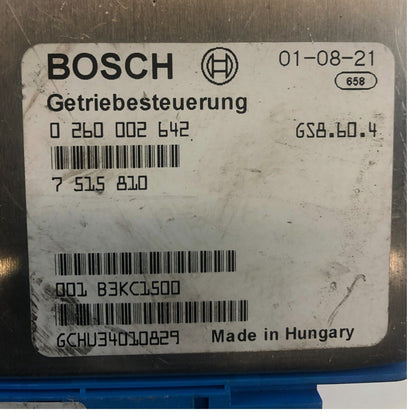 BOSCH 01-08-21
658
Getriebesteuerung
0 260 002 642 GS8.60.4
7 515 810
001 B3KC1500
GCHU34010829 Made in Hungary